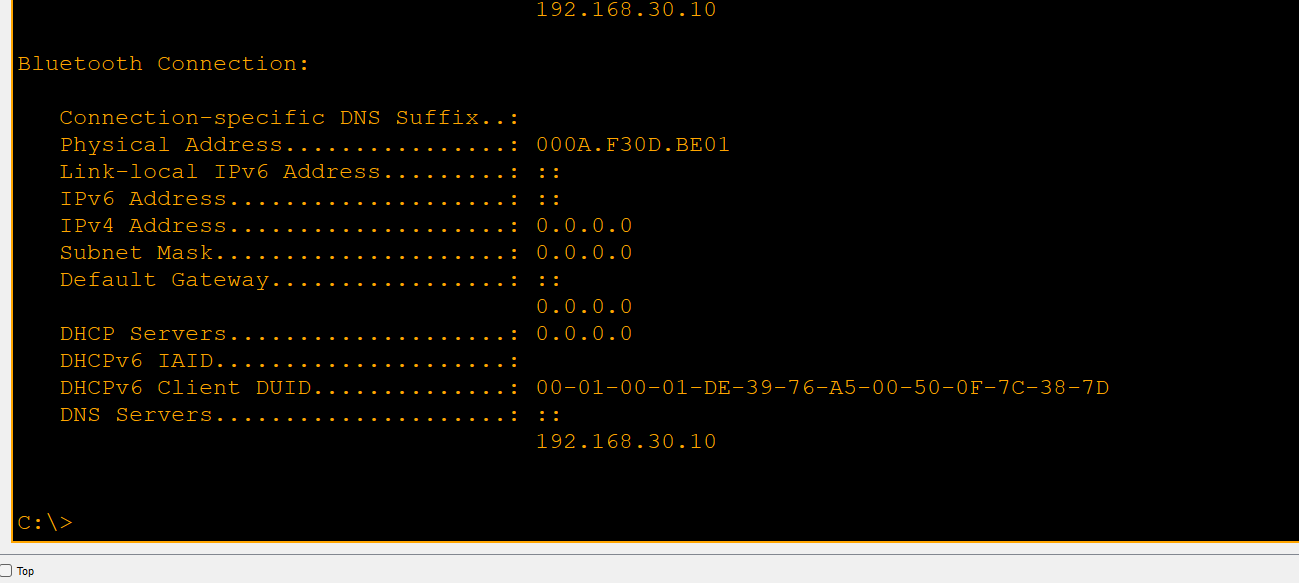 192.168.30.10
Bluetooth Connection:
Connection-specific DNS Suffix..:
Physical Address................: 000A.F30D.BE01
Link-local IPv6 Address.........: ::
IPv6 Address....................: ::
IPv4 Address....................: 0.0.0.0
Subnet Mask.....................: 0.0.0.0
Default Gateway.................: ::
0.0.0.0
DHCP Servers....................: 0.0.0.0
DHCPv6 IAID.....................:
DHCPv6 Client DUID..............: 00-01-00-01-DE-39-76-A5-00-50-0F-7C-38-7D
DNS Servers.....................: ::
192.168.30.10
C:\>
Top